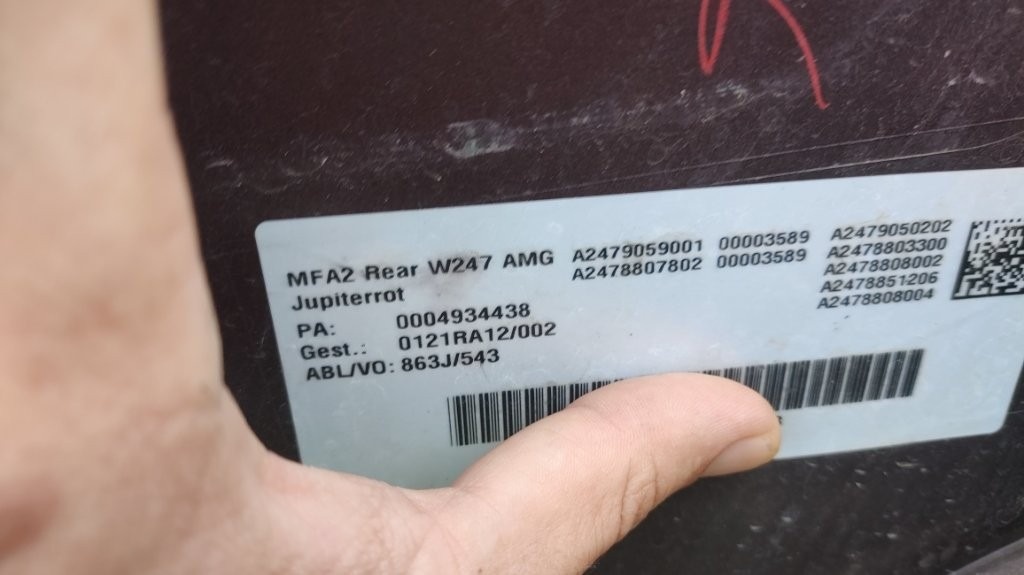 MFA2 Rear W247 AMG
Jupiterrot
PA: 0004934438
Gest.: 0121RA12/002
ABL/VO: 863J/543
A2479059001 00003589
A2478807802 00003589
A2479050202
A2478803300
A2478808002
A2478851206
A2478808004